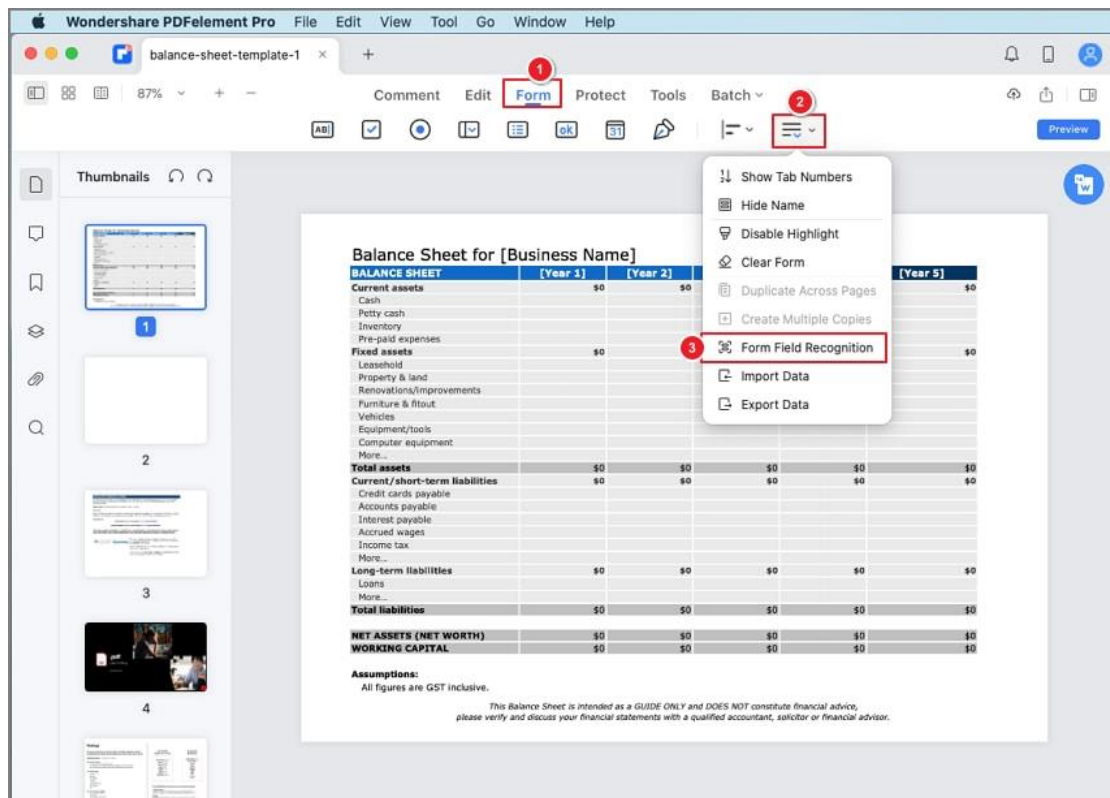 Wondershare PDFelement Pro File Edit View Tool Go Window Help
balance-sheet-template-1 × +
1
87% + − Comment Edit Form Protect Tools Batch
2
AB ok 31 Preview
Thumbnails
W
Show Tab Numbers
Hide Name
Disable Highlight
Clear Form
Duplicate Across Pages
Create Multiple Copies
3 Form Field Recognition
Import Data
Export Data
1
2
3
4
Balance Sheet for [Business Name]
BALANCE SHEET [Year 1] [Year 2] [Year 5]
Current assets $0 $0 $0
Cash
Petty cash
Inventory
Pre-paid expenses
Fixed assets $0 $0
Leasehold
Property & land
Renovations/improvements
Furniture & fitout
Vehicles
Equipment/tools
Computer equipment
More...
Total assets $0 $0 $0 $0 $0
Current/short-term liabilities $0 $0 $0 $0 $0
Credit cards payable
Accounts payable
Interest payable
Accrued wages
Income tax
More...
Long-term liabilities $0 $0 $0 $0 $0
Loans
More...
Total liabilities $0 $0 $0 $0 $0
NET ASSETS (NET WORTH) $0 $0 $0 $0 $0
WORKING CAPITAL $0 $0 $0 $0 $0
Assumptions:
All figures are GST inclusive.
This Balance Sheet is intended as a GUIDE ONLY and DOES NOT constitute financial advice,
please verify and discuss your financial statements with a qualified accountant, solicitor or financial advisor.